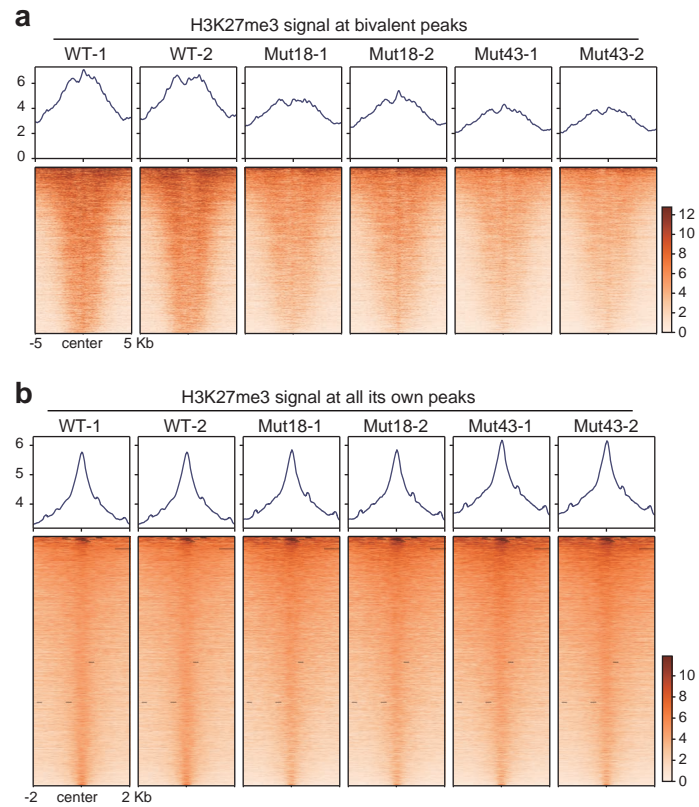 a
H3K27me3 signal at bivalent peaks
WT-1 WT-2 Mut18-1 Mut18-2 Mut43-1 Mut43-2
6
4
2
0
12
10
8
6
4
2
0
-5 center 5 Kb
b
H3K27me3 signal at all its own peaks
WT-1 WT-2 Mut18-1 Mut18-2 Mut43-1 Mut43-2
6
5
4
10
8
6
4
2
0
-2 center 2 Kb